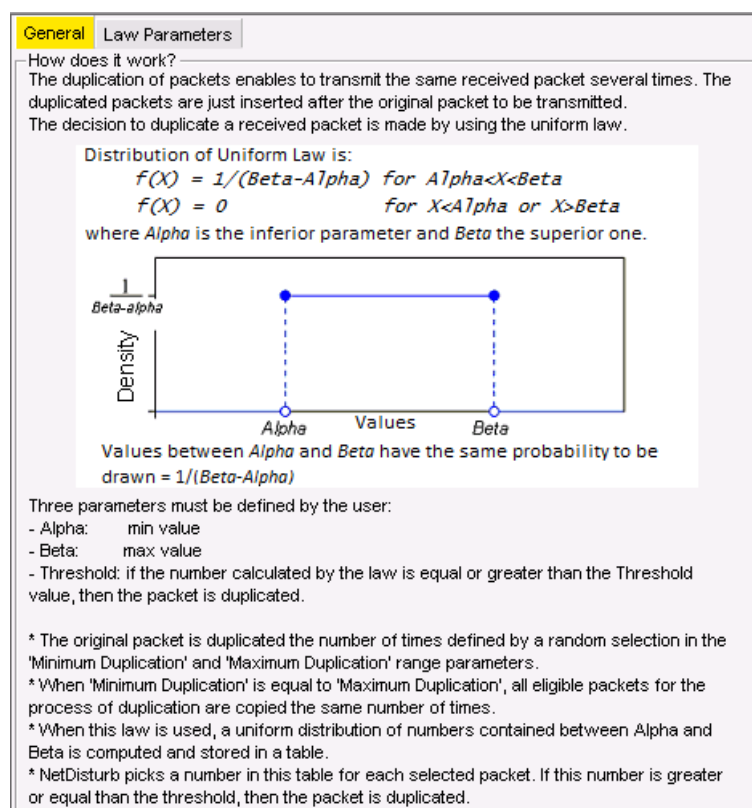 General Law Parameters
How does it work?
The duplication of packets enables to transmit the same received packet several times. The
duplicated packets are just inserted after the original packet to be transmitted.
The decision to duplicate a received packet is made by using the uniform law.
Distribution of Uniform Law is:
f(X) = 1/(Beta-Alpha) for Alpha<X<Beta
f(X) = 0 for X<Alpha or X>Beta
where Alpha is the inferior parameter and Beta the superior one.
1
Beta-alpha
Density
Alpha Values Beta
Values between Alpha and Beta have the same probability to be
drawn = 1/(Beta-Alpha)
Three parameters must be defined by the user:
- Alpha: min value
- Beta: max value
- Threshold: if the number calculated by the law is equal or greater than the Threshold
value, then the packet is duplicated.
* The original packet is duplicated the number of times defined by a random selection in the
'Minimum Duplication' and 'Maximum Duplication' range parameters.
* When 'Minimum Duplication' is equal to 'Maximum Duplication', all eligible packets for the
process of duplication are copied the same number of times.
* When this law is used, a uniform distribution of numbers contained between Alpha and
Beta is computed and stored in a table.
* NetDisturb picks a number in this table for each selected packet. If this number is greater
or equal than the threshold, then the packet is duplicated.